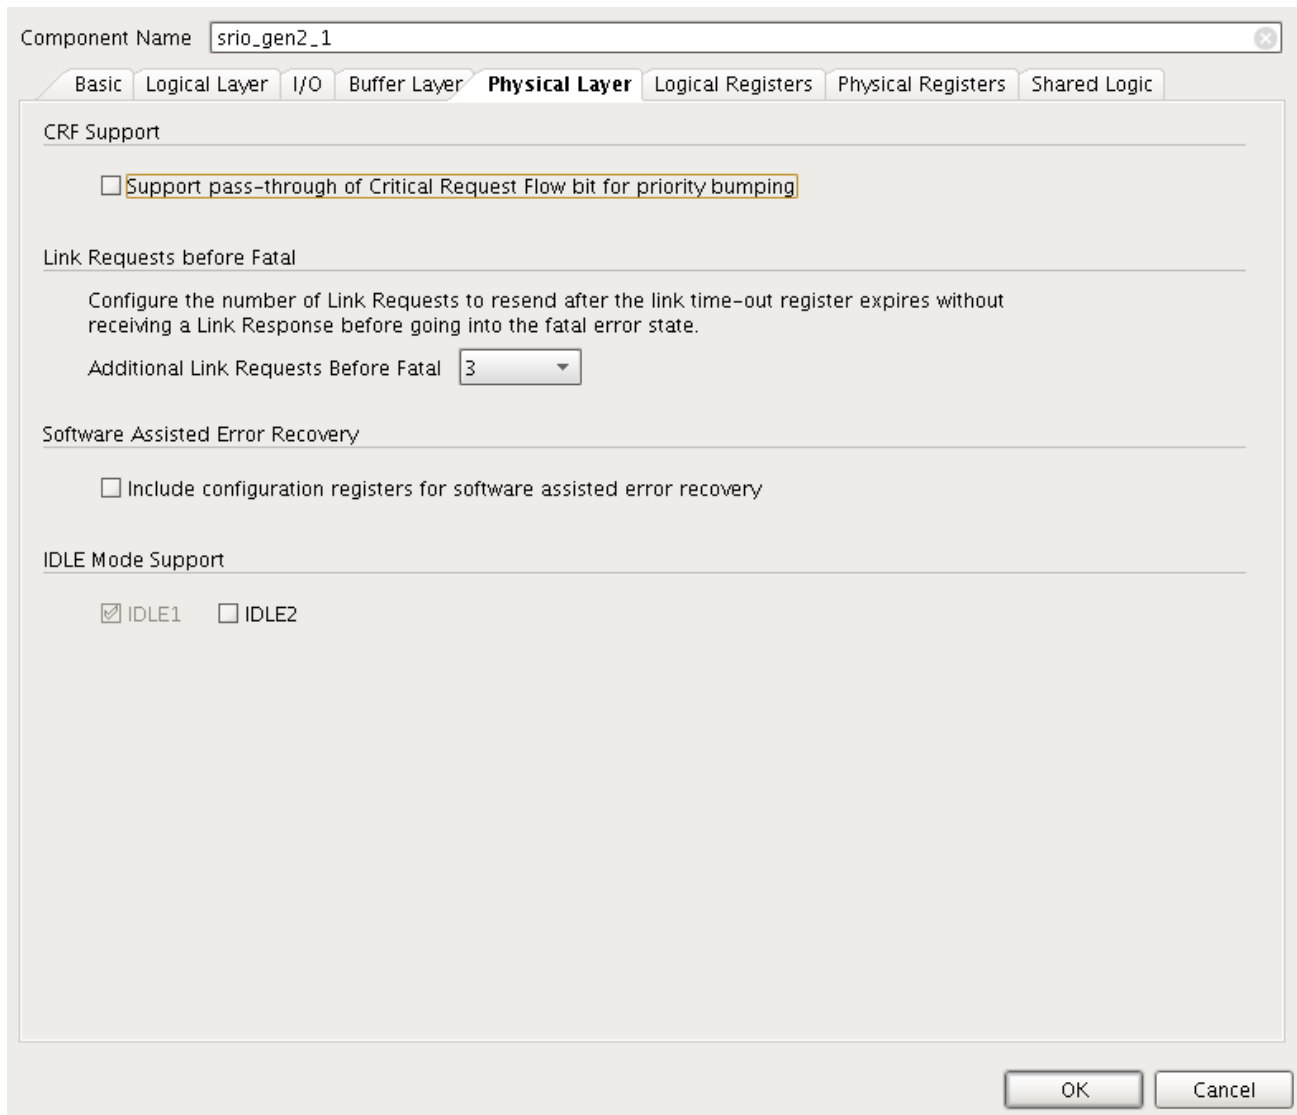 Component Name srio_gen2_1
Basic Logical Layer I/O Buffer Layer Physical Layer Logical Registers Physical Registers Shared Logic
CRF Support
Support pass-through of Critical Request Flow bit for priority bumping
Link Requests before Fatal
Configure the number of Link Requests to resend after the link time-out register expires without
receiving a Link Response before going into the fatal error state.
Additional Link Requests Before Fatal 3
Software Assisted Error Recovery
Include configuration registers for software assisted error recovery
IDLE Mode Support
IDLE1 IDLE2
OK Cancel